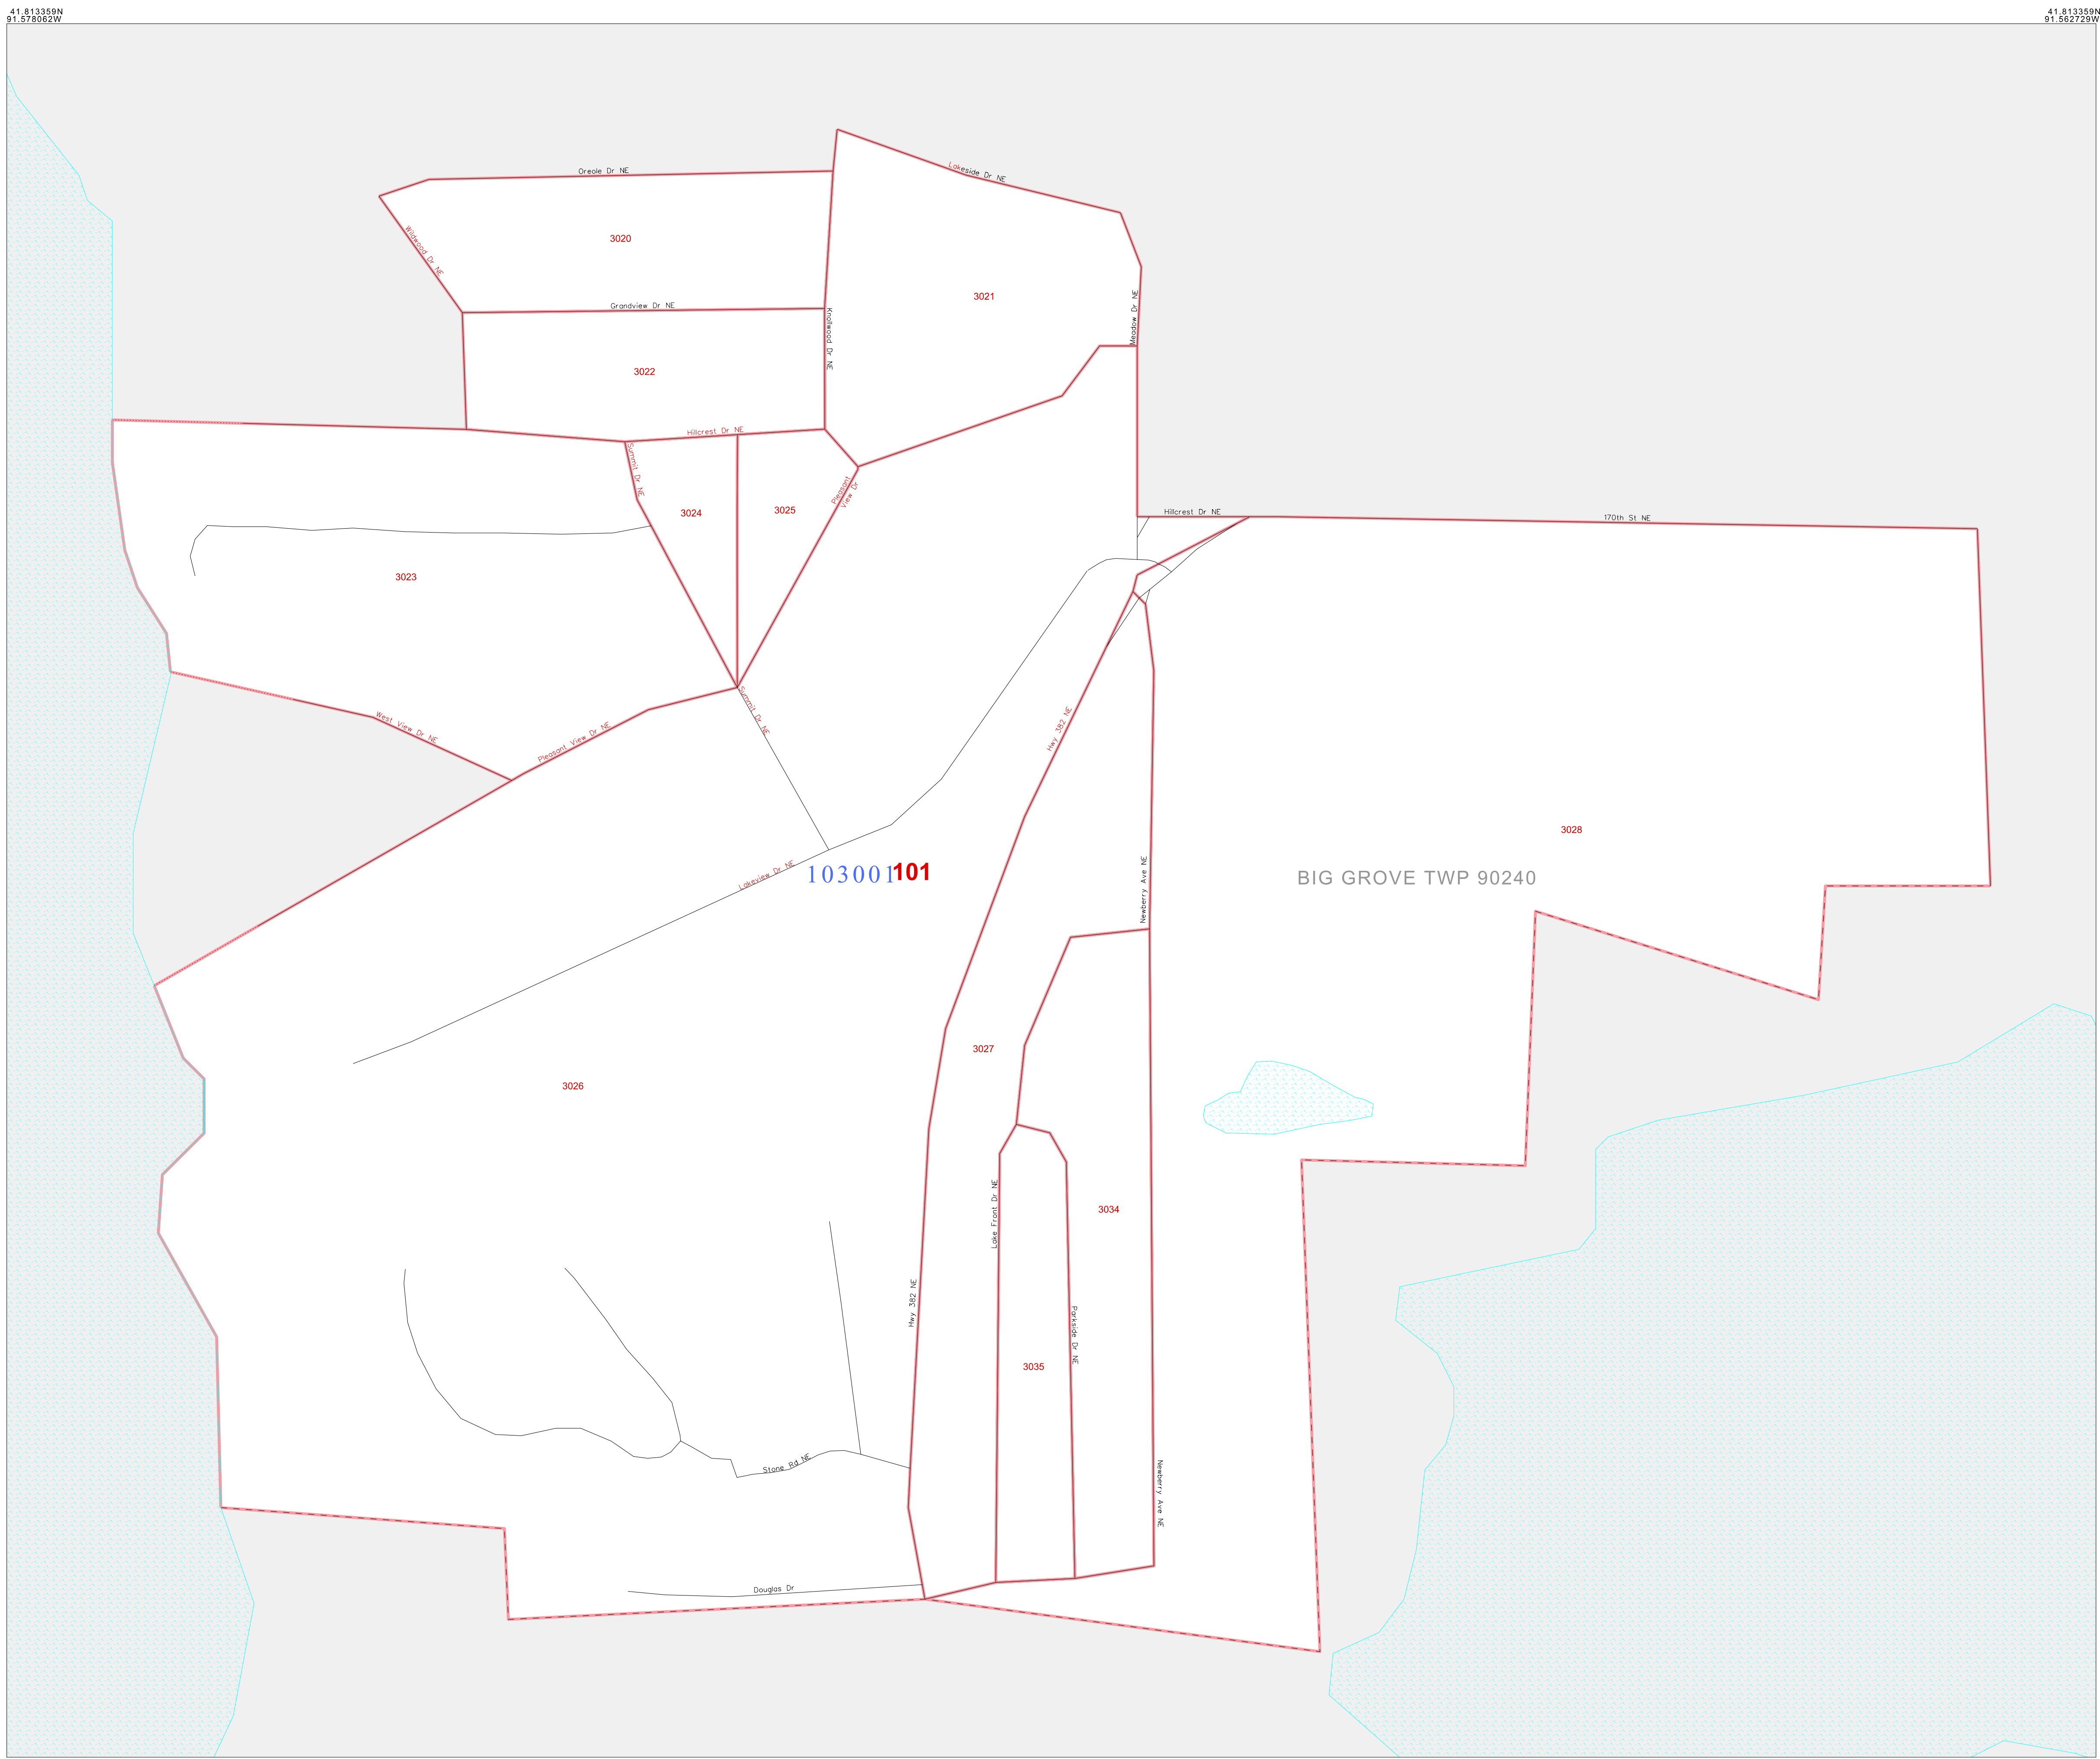 41.813359N
91.578062W
41.813359N
91.562729W
Lakeside Dr NE
Oreole Dr NE
Wildwood Dr NE
3020
3021
Meadow Dr NE
Grandview Dr NE
Knollwood Dr NE
3022
Hillcrest Dr NE
Summit Dr NE
Pleasant
View Dr
3024
3025
Hillcrest Dr NE
170th St NE
3023
West View Dr NE
Pleasant View Dr NE
Summit Dr NE
Hwy 382 NE
3028
Lakeview Dr NE
103001
101
Newberry Ave NE
BIG GROVE TWP 90240
3027
3026
Lake Front Dr NE
3034
Hwy 382 NE
Parkside Dr NE
3035
Stone Rd NE
Newberry Ave NE
Douglas Dr